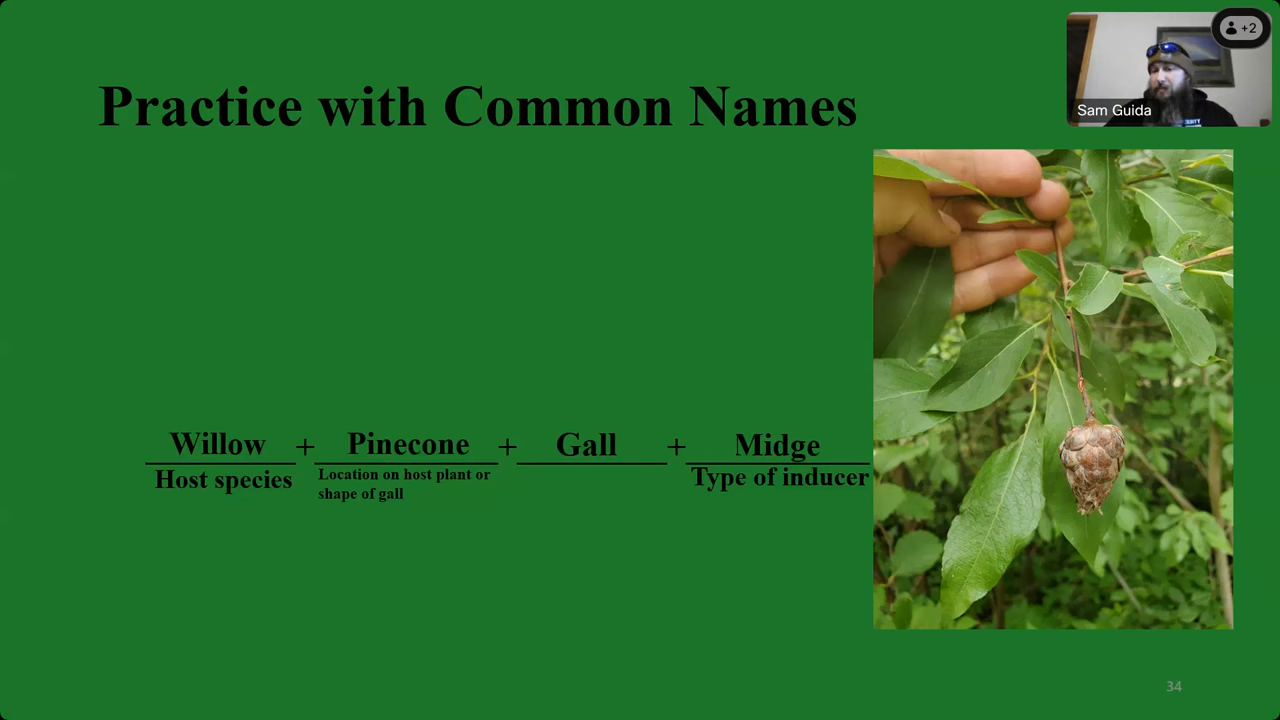 +2
Sam Guida
Practice with Common Names
Willow + Pinecone + Gall + Midge
Host species Location on host plant or Type of inducer
shape of gall
34